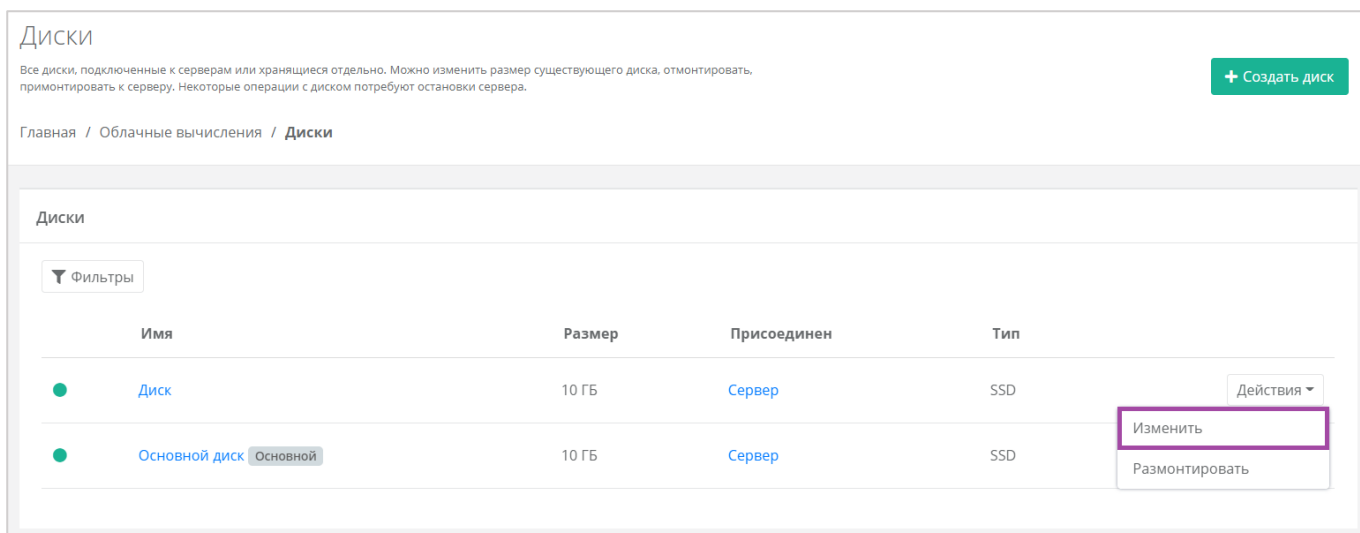 Диски
Все диски, подключенные к серверам или хранящиеся отдельно. Можно изменить размер существующего диска, отмонтировать,
примонтировать к серверу. Некоторые операции с диском потребуют остановки сервера.
+ Создать диск
Главная / Облачные вычисления / Диски
Диски
Фильтры
Имя Размер Присоединен Тип
Диск 10 ГБ Сервер SSD Действия
Изменить
Основной диск Основной 10 ГБ Сервер SSD
Размонтировать